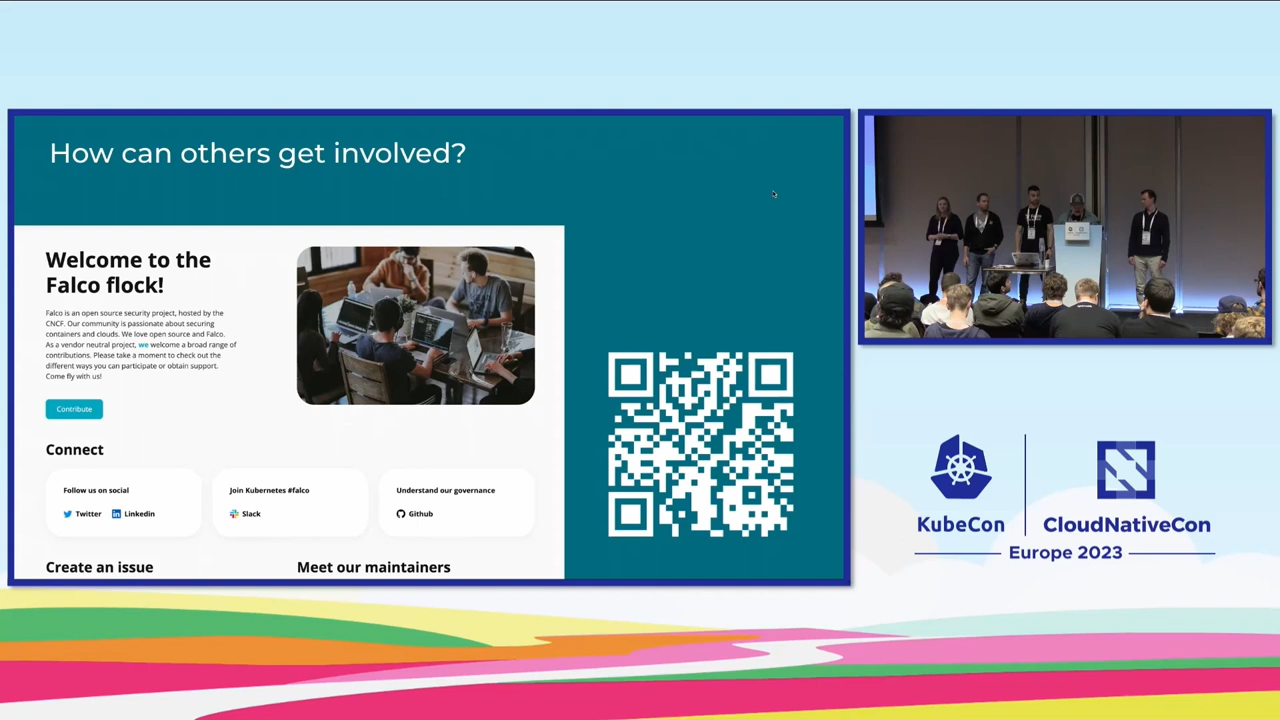 How can others get involved?
Welcome to the
Falco flock!
Falco is an open source security project, hosted by the
CNCF. Our community is passionate about securing
containers and clouds. We love open source and Falco.
As a vendor neutral project, we welcome a broad range of
contributions. Please take a moment to check out the
different ways you can participate or obtain support.
Come fly with us!
Contribute
Connect
Follow us on social
Twitter Linkedin
Join Kubernetes #falco
Slack
Understand our governance
Github
Create an issue
Meet our maintainers
KubeCon
CloudNativeCon
Europe 2023